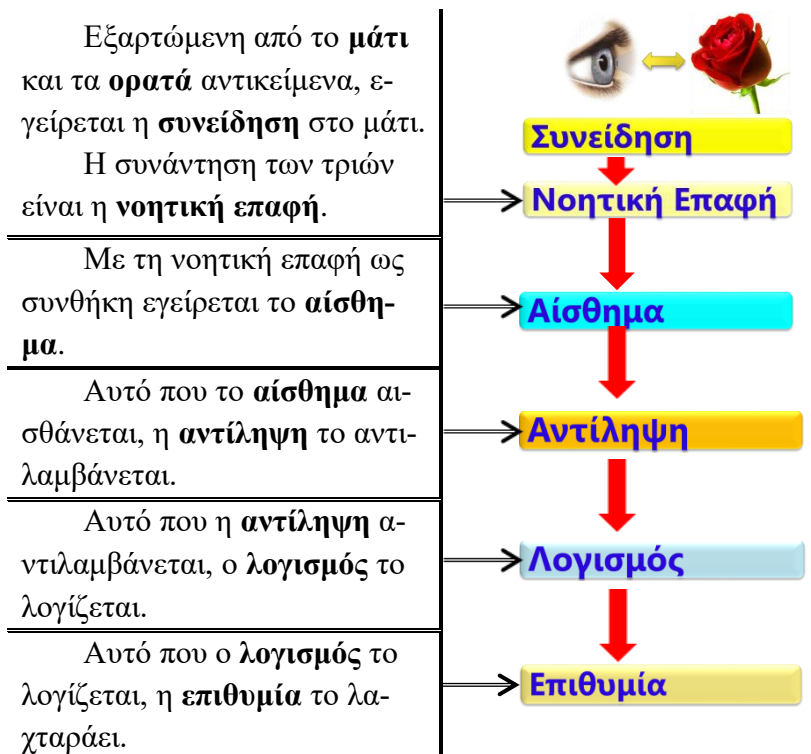 Εξαρτώμενη από το μάτι
και τα ορατά αντικείμενα, ε-
γείρεται η συνείδηση στο μάτι.
Η συνάντηση των τριών
είναι η νοητική επαφή.
Με τη νοητική επαφή ως
συνθήκη εγείρεται το αίσθη-
μα.
Αυτό που το αίσθημα αι-
σθάνεται, η αντίληψη το αντι-
λαμβάνεται.
Αυτό που η αντίληψη α-
ντιλαμβάνεται, ο λογισμός το
λογίζεται.
Αυτό που ο λογισμός το
λογίζεται, η επιθυμία το λα-
χταράει.
Συνείδηση
Νοητική Επαφή
Αίσθημα
Αντίληψη
Λογισμός
Επιθυμία